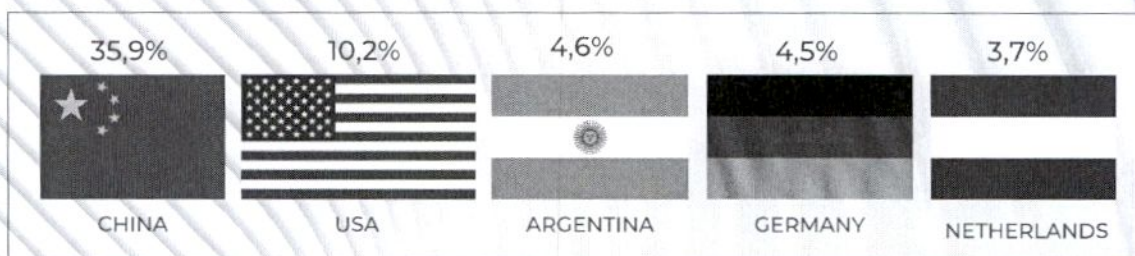 35,9% 10,2% 4,6% 4,5% 3,7%
CHINA USA ARGENTINA GERMANY NETHERLANDS